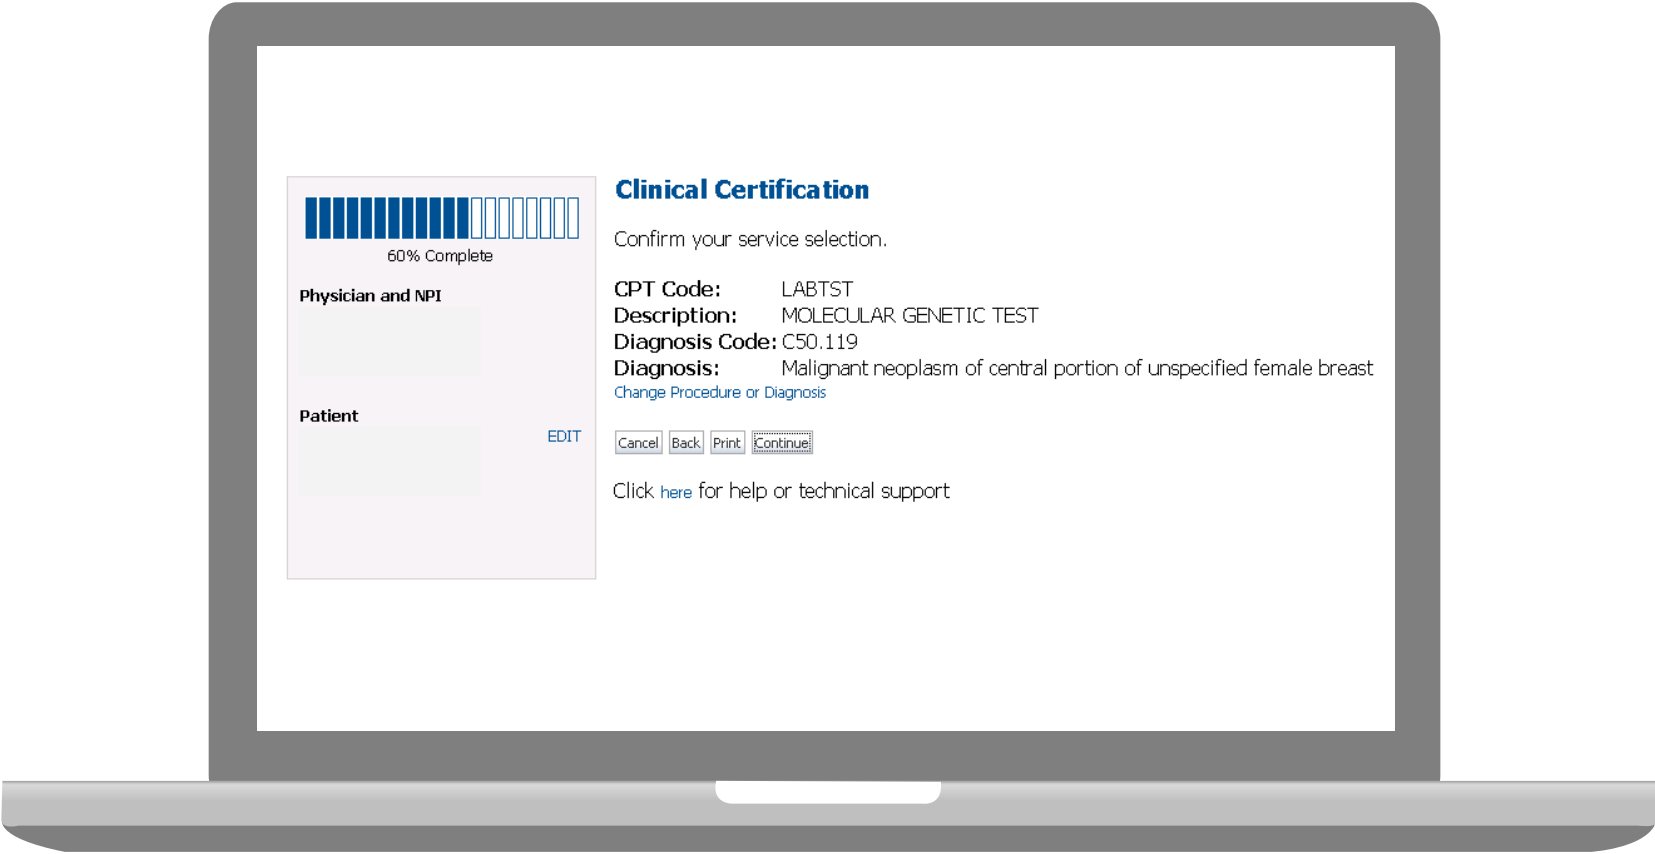 60% Complete
Physician and NPI
Patient
EDIT
Clinical Certification
Confirm your service selection.
CPT Code: LABTST
Description: MOLECULAR GENETIC TEST
Diagnosis Code: C50.119
Diagnosis: Malignant neoplasm of central portion of unspecified female breast
Change Procedure or Diagnosis
Cancel Back Print Continue
Click here for help or technical support